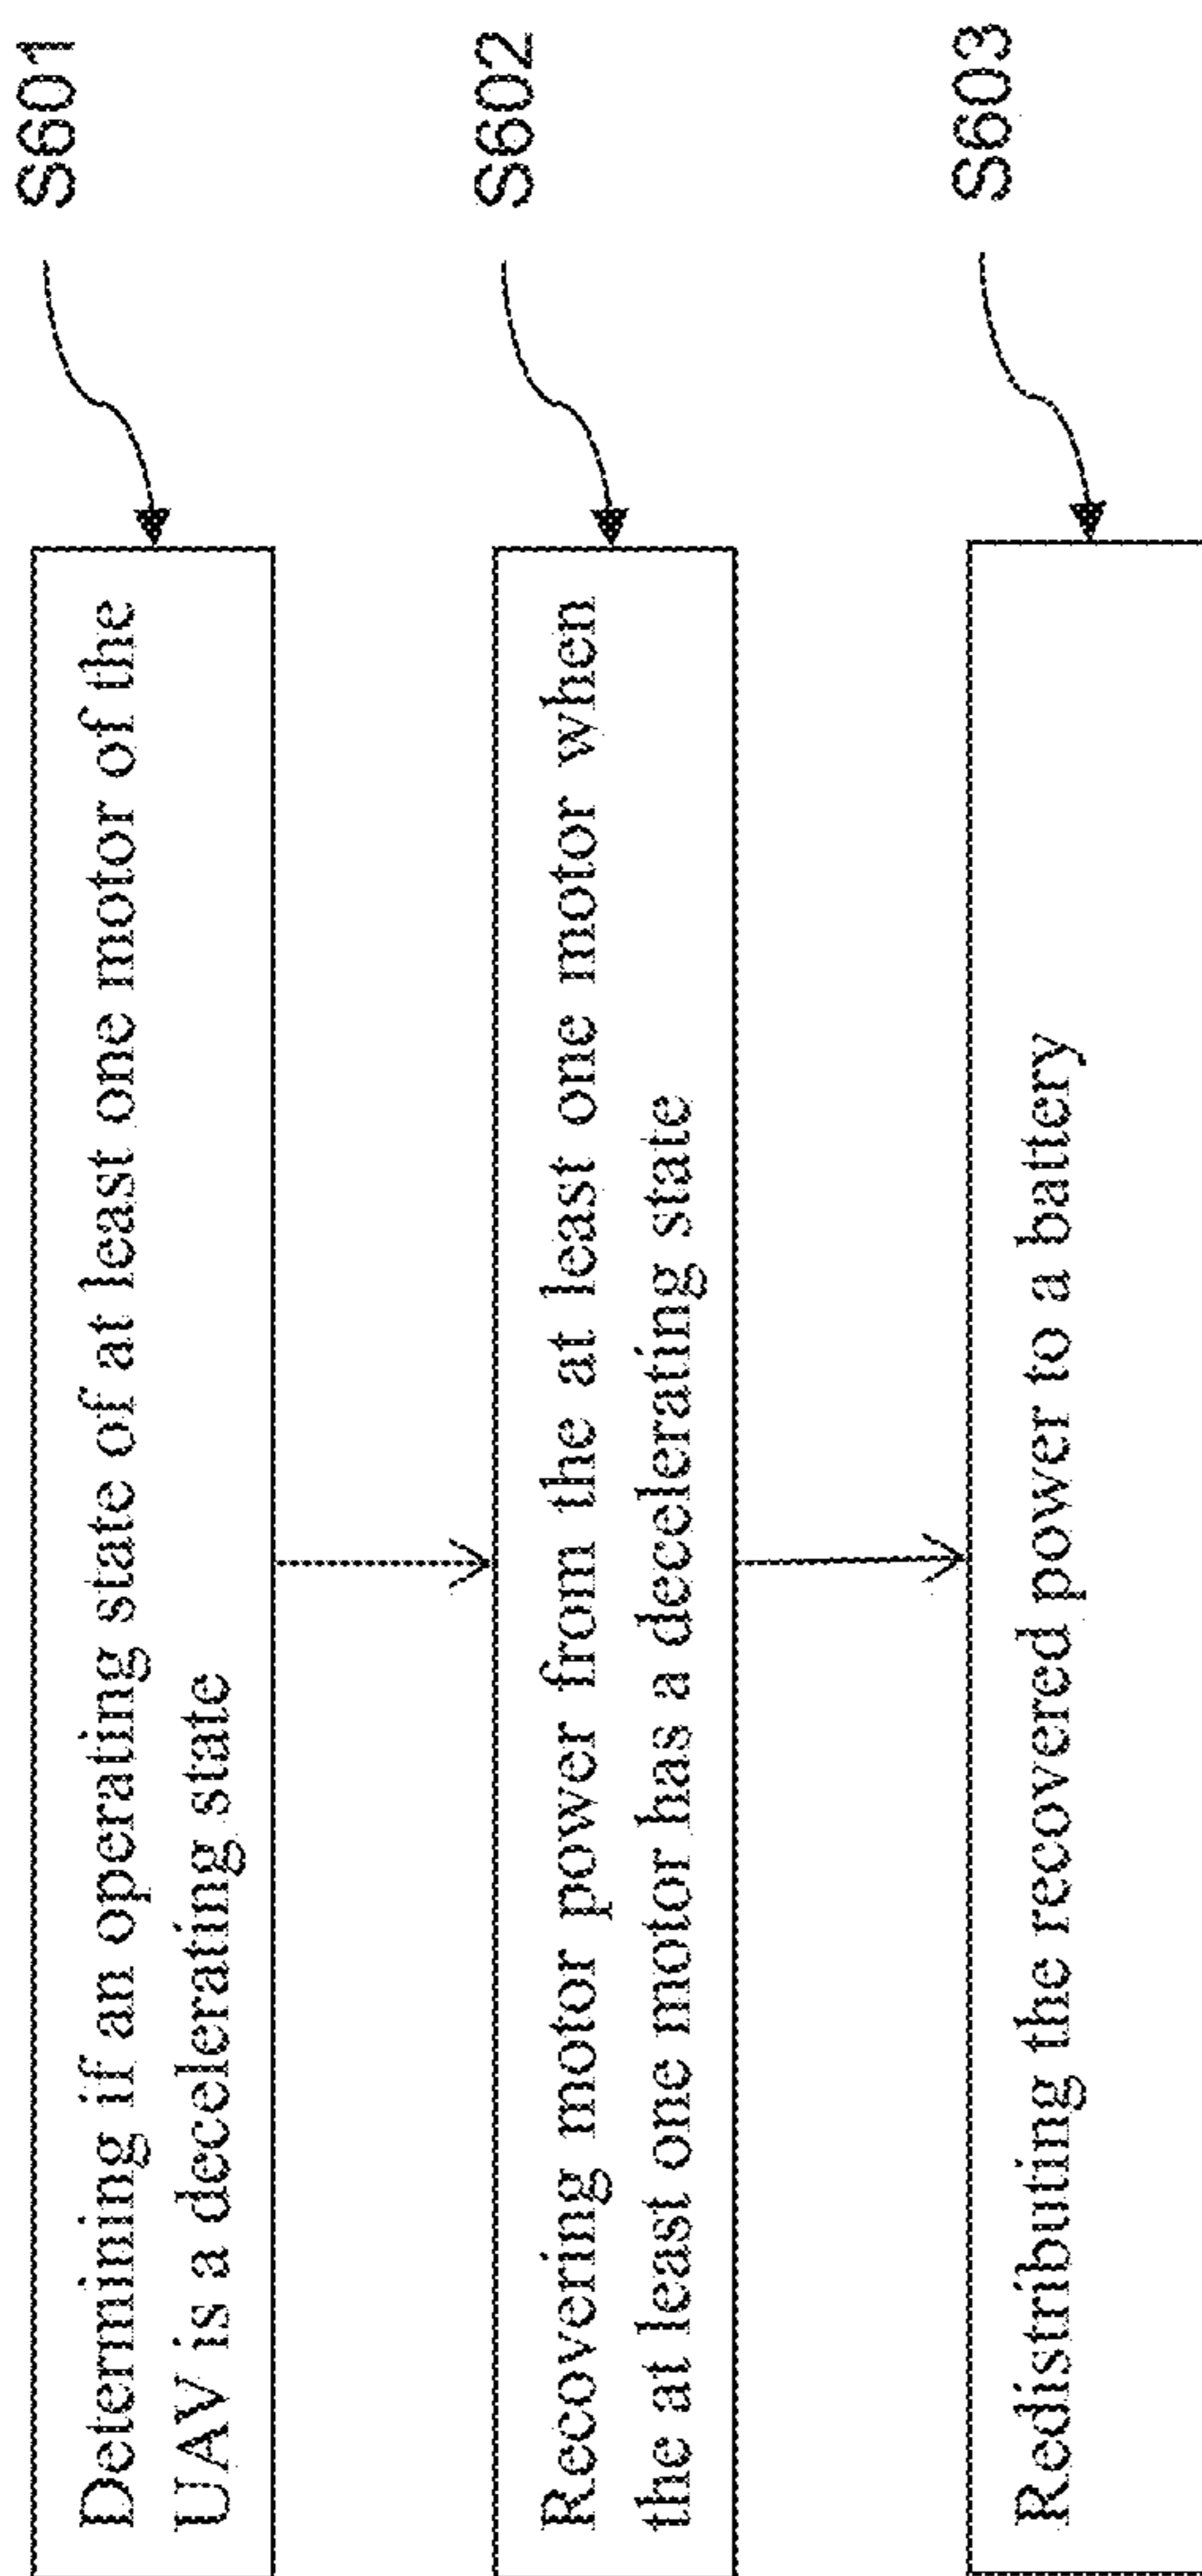 Determining if an operating state of at least one motor of the
UAV is a decelerating state
S601
Recovering motor power from the at least one motor when
the at least one motor has a decelerating state
S602
Redistributing the recovered power to a battery
S603